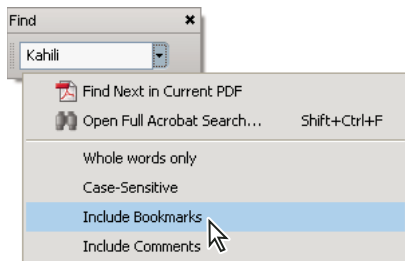 Find
Kahili
Find Next in Current PDF
Open Full Acrobat Search... Shift+Ctrl+F
Whole words only
Case-Sensitive
Include Bookmarks
Include Comments